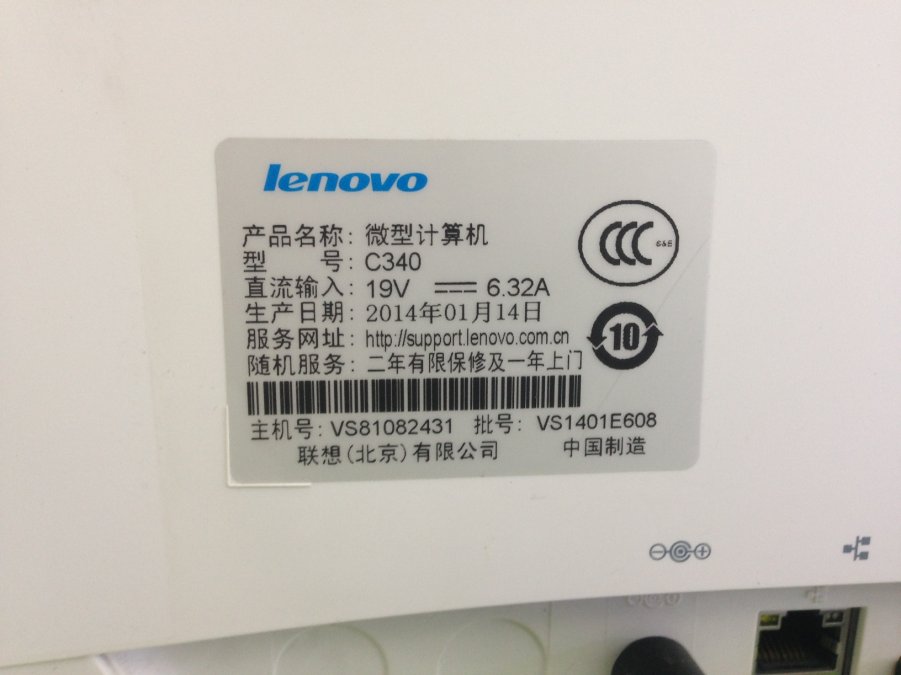 lenovo
产品名称：微型计算机
型 号：C340
直流输入：19V ⎓ 6.32A
生产日期：2014年01月14日
服务网址：http://support.lenovo.com.cn
随机服务：二年有限保修及一年上门
主机号：VS81082431 批号：VS1401E608
联想(北京)有限公司 中国制造
CCC S&E
10